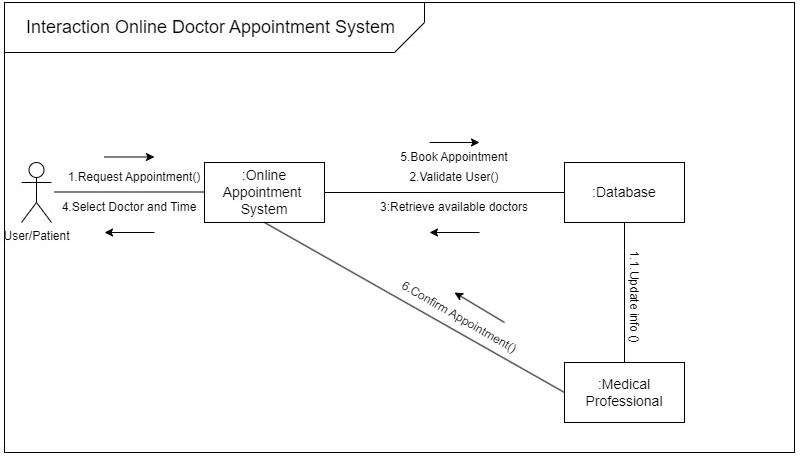 Interaction Online Doctor Appointment System
5.Book Appointment
1.Request Appointment()
:Online
Appointment
System
2.Validate User()
:Database
4.Select Doctor and Time
3:Retrieve available doctors
User/Patient
1.1.Update info ()
6.Confirm Appointment()
:Medical
Professional